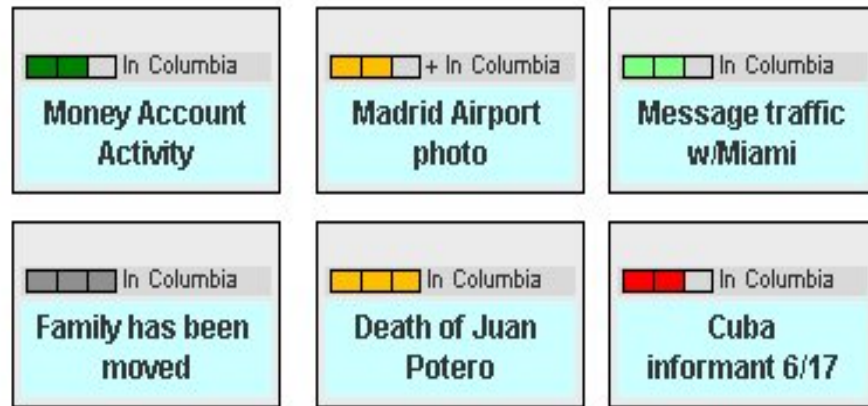 In Columbia
Money Account
Activity
+ In Columbia
Madrid Airport
photo
In Columbia
Message traffic
w/Miami
In Columbia
Family has been
moved
In Columbia
Death of Juan
Potero
In Columbia
Cuba
informant 6/17